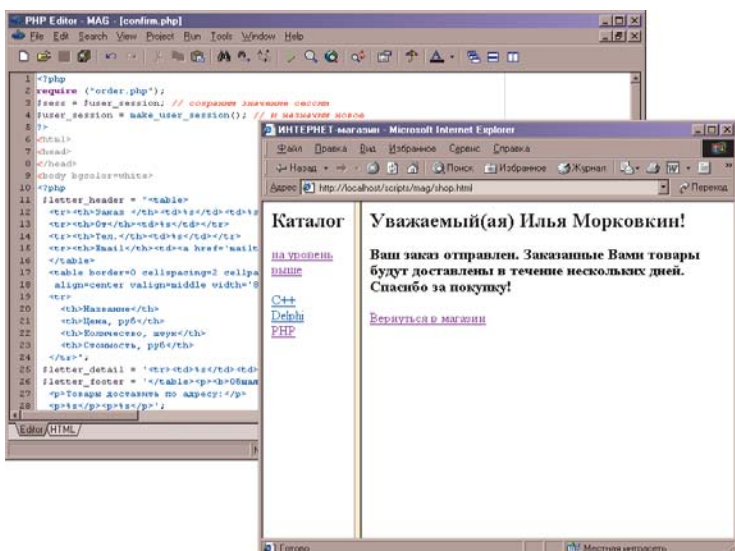 PHP Editor - MAG - [confirm.php]
File Edit Search View Project Run Tools Window Help
1 <?php
2 require ("order.php");
3 $sess = $user_session; // сохраним значение сессии
4 $user_session = make_user_session(); // и назначим новое
5 ?>
6 <html>
7 <head>
8 </head>
9 <body bgcolor=white>
10 <?php
11 $letter_header = "<table>
12 <tr><th>Заказ </th><td>%s</td><td>%s
13 <tr><th>От</th><td>%s</td></tr>
14 <tr><th>Тел.</th><td>%s</td></tr>
15 <tr><th>Email</th><td><a href='mailt
16 </table>
17 <table border=0 cellspacing=2 cellpa
18 align=center valign=middle width='8
19 <tr>
20 <th>Название</th>
21 <th>Цена, руб</th>
22 <th>Количество, штук</th>
23 <th>Стоимость, руб</th>
24 </tr>";
25 $letter_detail = '<tr><td>%s</td><td>
26 $letter_footer = '</table><p><b>Общая
27 <p>Товары доставить по адресу:</p>
28 <p>%s</p><p>%s</p>';
Editor HTML
ИНТЕРНЕТ-магазин - Microsoft Internet Explorer
Файл Правка Вид Избранное Сервис Справка
Назад Поиск Избранное Журнал
Адрес http://localhost/scripts/mag/shop.html Переход
Каталог
на уровень
выше
C++
Delphi
PHP
Уважаемый(ая) Илья Морковкин!
Ваш заказ отправлен. Заказанные Вами товары
будут доставлены в течение нескольких дней.
Спасибо за покупку!
Вернуться в магазин
Готово Местная интрасеть